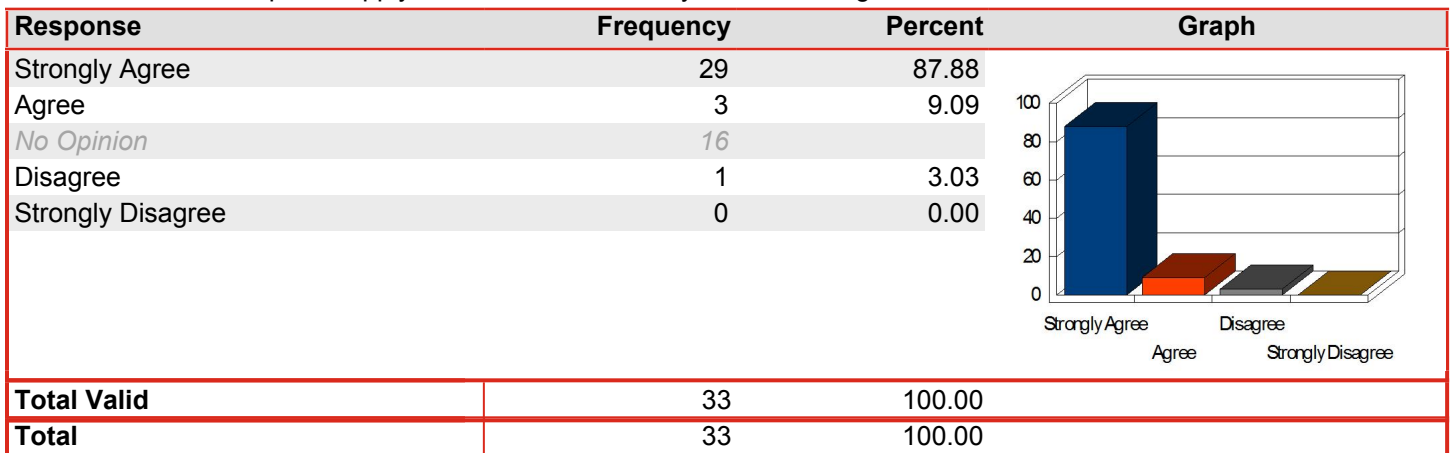 Response Frequency Percent Graph
Strongly Agree 29 87.88
Agree 3 9.09
No Opinion 16
Disagree 1 3.03
Strongly Disagree 0 0.00
100
80
60
40
20
0
Strongly Agree Disagree
Agree Strongly Disagree
Total Valid 33 100.00
Total 33 100.00